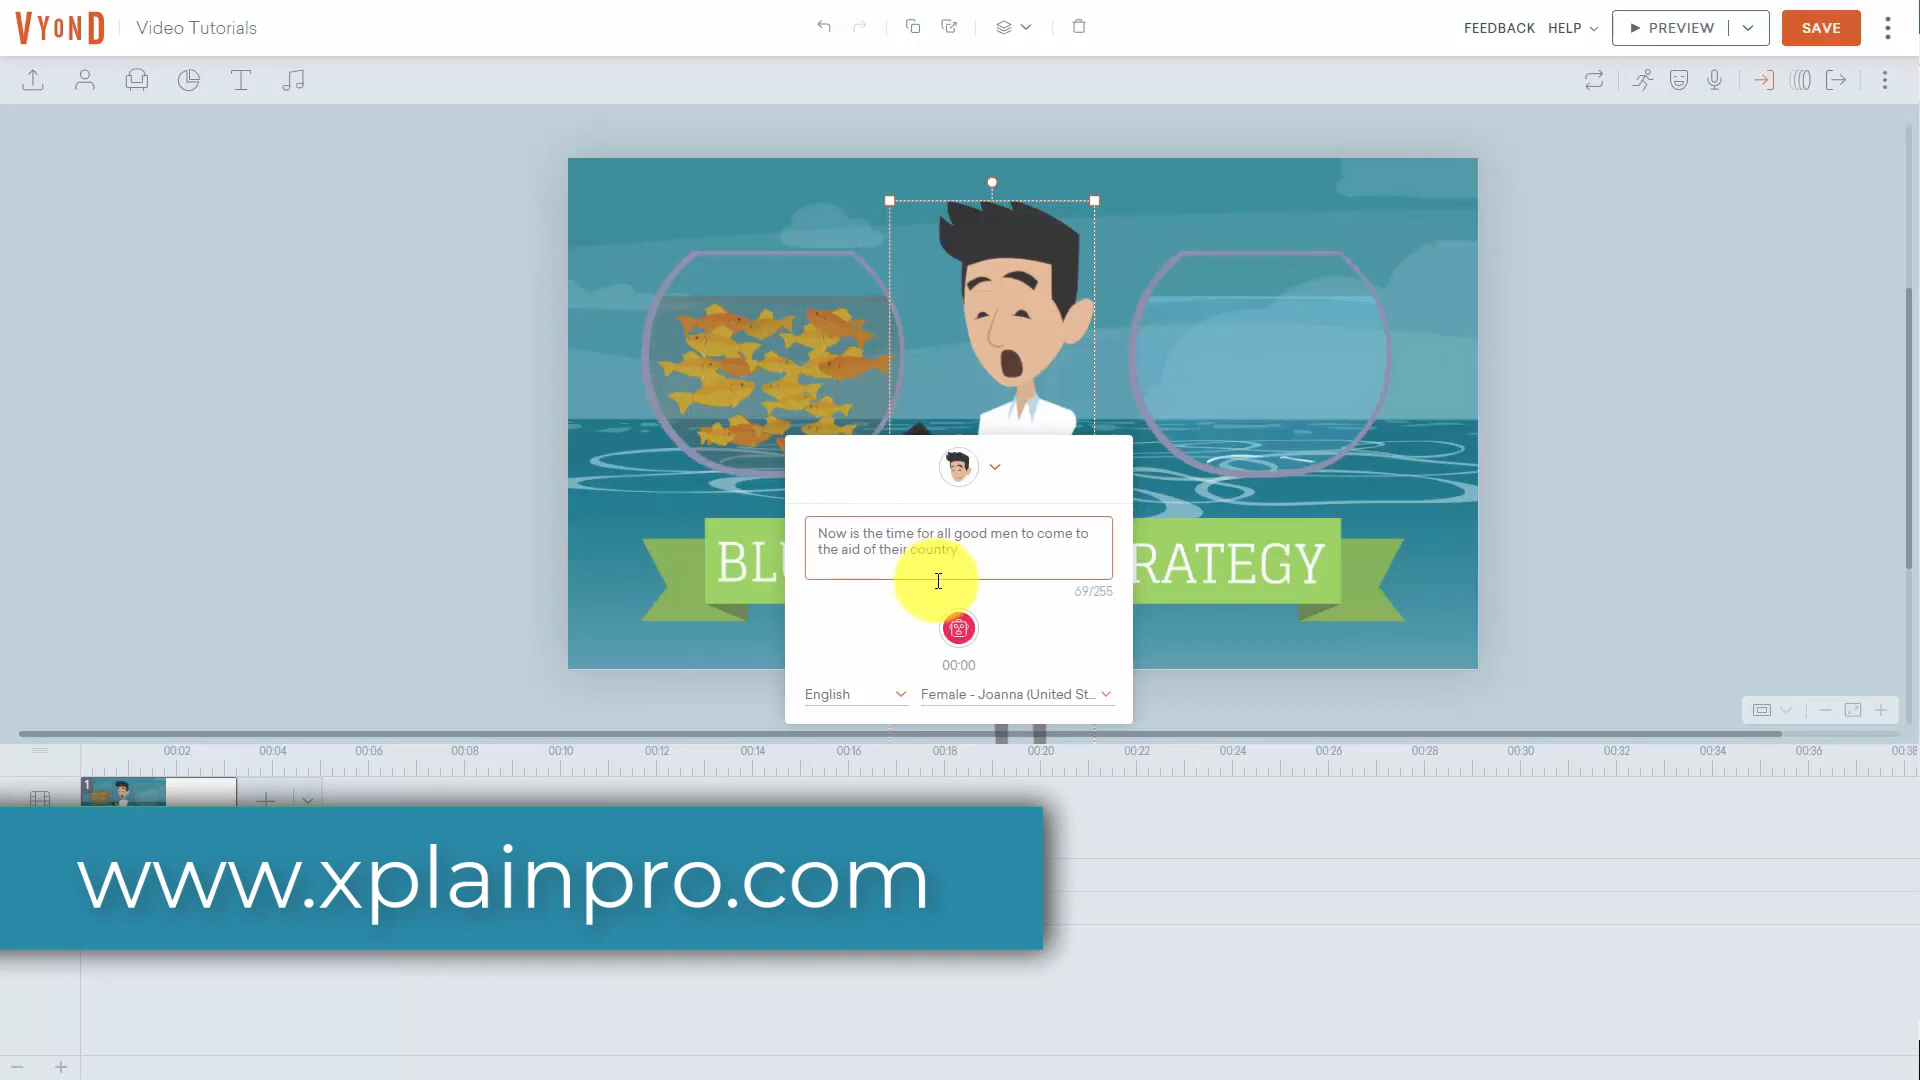 VYOND
Video Tutorials
FEEDBACK
HELP
PREVIEW
SAVE
Now is the time for all good men to come to
the aid of their country.
69/255
BL
RATEGY
00:00
English
Female - Joanna (United St...
00:02 00:04 00:06 00:08 00:10 00:12 00:14 00:16 00:18 00:20 00:22 00:24 00:26 00:28 00:30 00:32 00:34 00:36 00:38
1
www.xplainpro.com